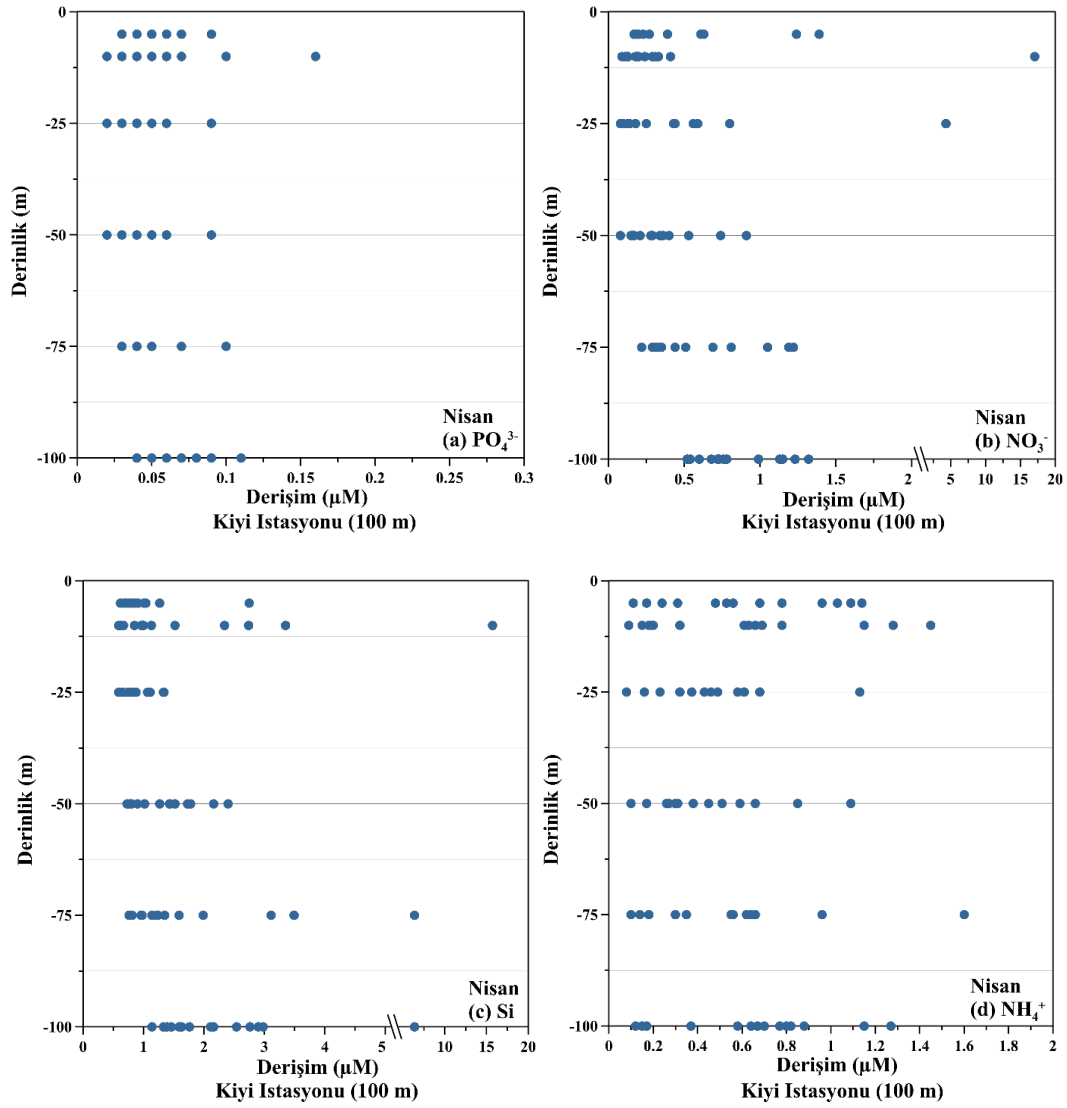 0
-25
-50
-75
-100
Derinlik (m)
Nisan
(a) PO₄³⁻
0 0.05 0.1 0.15 0.2 0.25 0.3
Derişim (µM)
Kiyi Istasyonu (100 m)
0
-25
-50
-75
-100
Derinlik (m)
Nisan
(b) NO₃⁻
0 0.5 1 1.5 2 5 10 15 20
Derişim (µM)
Kiyi Istasyonu (100 m)
0
-25
-50
-75
-100
Derinlik (m)
Nisan
(c) Si
0 1 2 3 4 5 15 20
Derişim (µM)
Kiyi Istasyonu (100 m)
0
-25
-50
-75
-100
Derinlik (m)
Nisan
(d) NH₄⁺
0 0.2 0.4 0.6 0.8 1 1.2 1.4 1.6 1.8 2
Derişim (µM)
Kiyi Istasyonu (100 m)